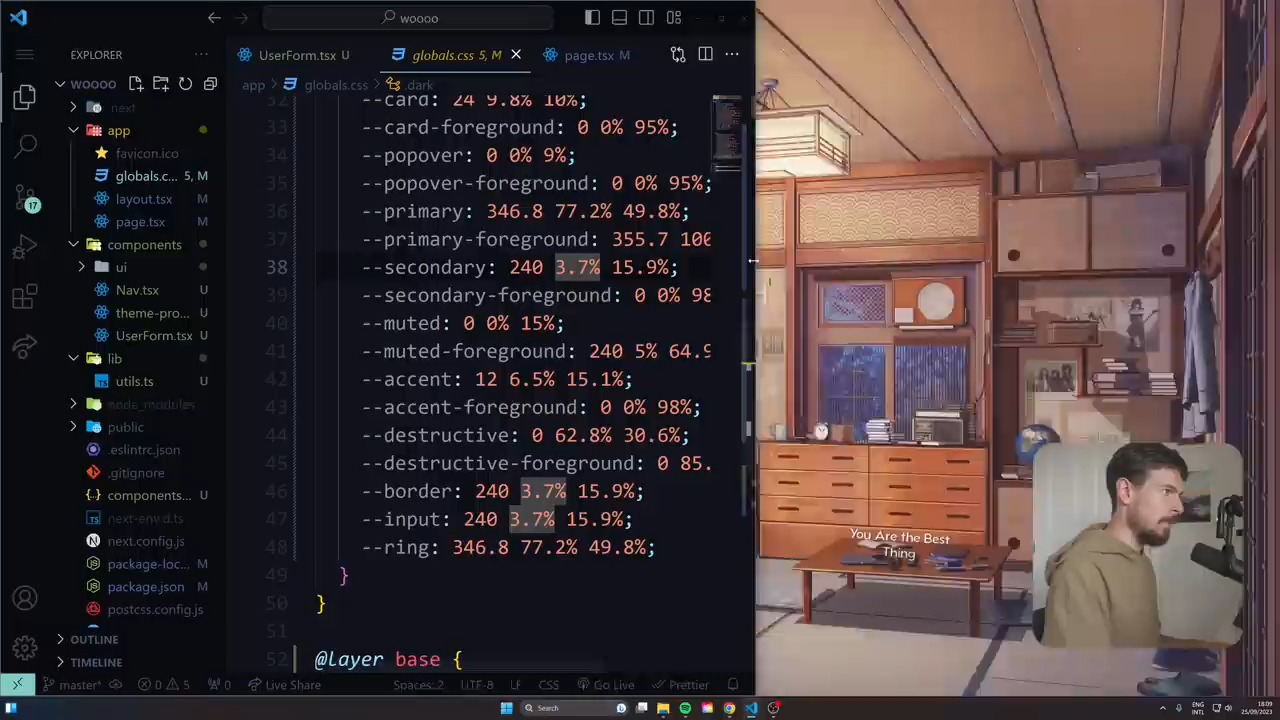 woooo
EXPLORER
UserForm.tsx U
globals.css 5, M
page.tsx M
WOOOO
app > globals.css > .dark
next
app
favicon.ico
globals.c... 5, M
layout.tsx M
page.tsx M
components
ui
Nav.tsx U
theme-pro... U
UserForm.tsx U
lib
utils.ts U
node_modules
public
.eslintrc.json
.gitignore
components... U
next-env.d.ts
next.config.js
package-loc... M
package.json M
postcss.config.js
OUTLINE
TIMELINE
32 --card: 24 9.8% 10%;
33 --card-foreground: 0 0% 95%;
34 --popover: 0 0% 9%;
35 --popover-foreground: 0 0% 95%;
36 --primary: 346.8 77.2% 49.8%;
37 --primary-foreground: 355.7 100
38 --secondary: 240 3.7% 15.9%;
39 --secondary-foreground: 0 0% 98
40 --muted: 0 0% 15%;
41 --muted-foreground: 240 5% 64.9
42 --accent: 12 6.5% 15.1%;
43 --accent-foreground: 0 0% 98%;
44 --destructive: 0 62.8% 30.6%;
45 --destructive-foreground: 0 85.
46 --border: 240 3.7% 15.9%;
47 --input: 240 3.7% 15.9%;
48 --ring: 346.8 77.2% 49.8%;
49 }
50 }
51
52 @layer base {
17
You Are the Best
Thing
master* 0 5 0 Live Share Spaces: 2 UTF-8 LF CSS Go Live Prettier
Search
ENG
INTL
18:09
25/09/2023